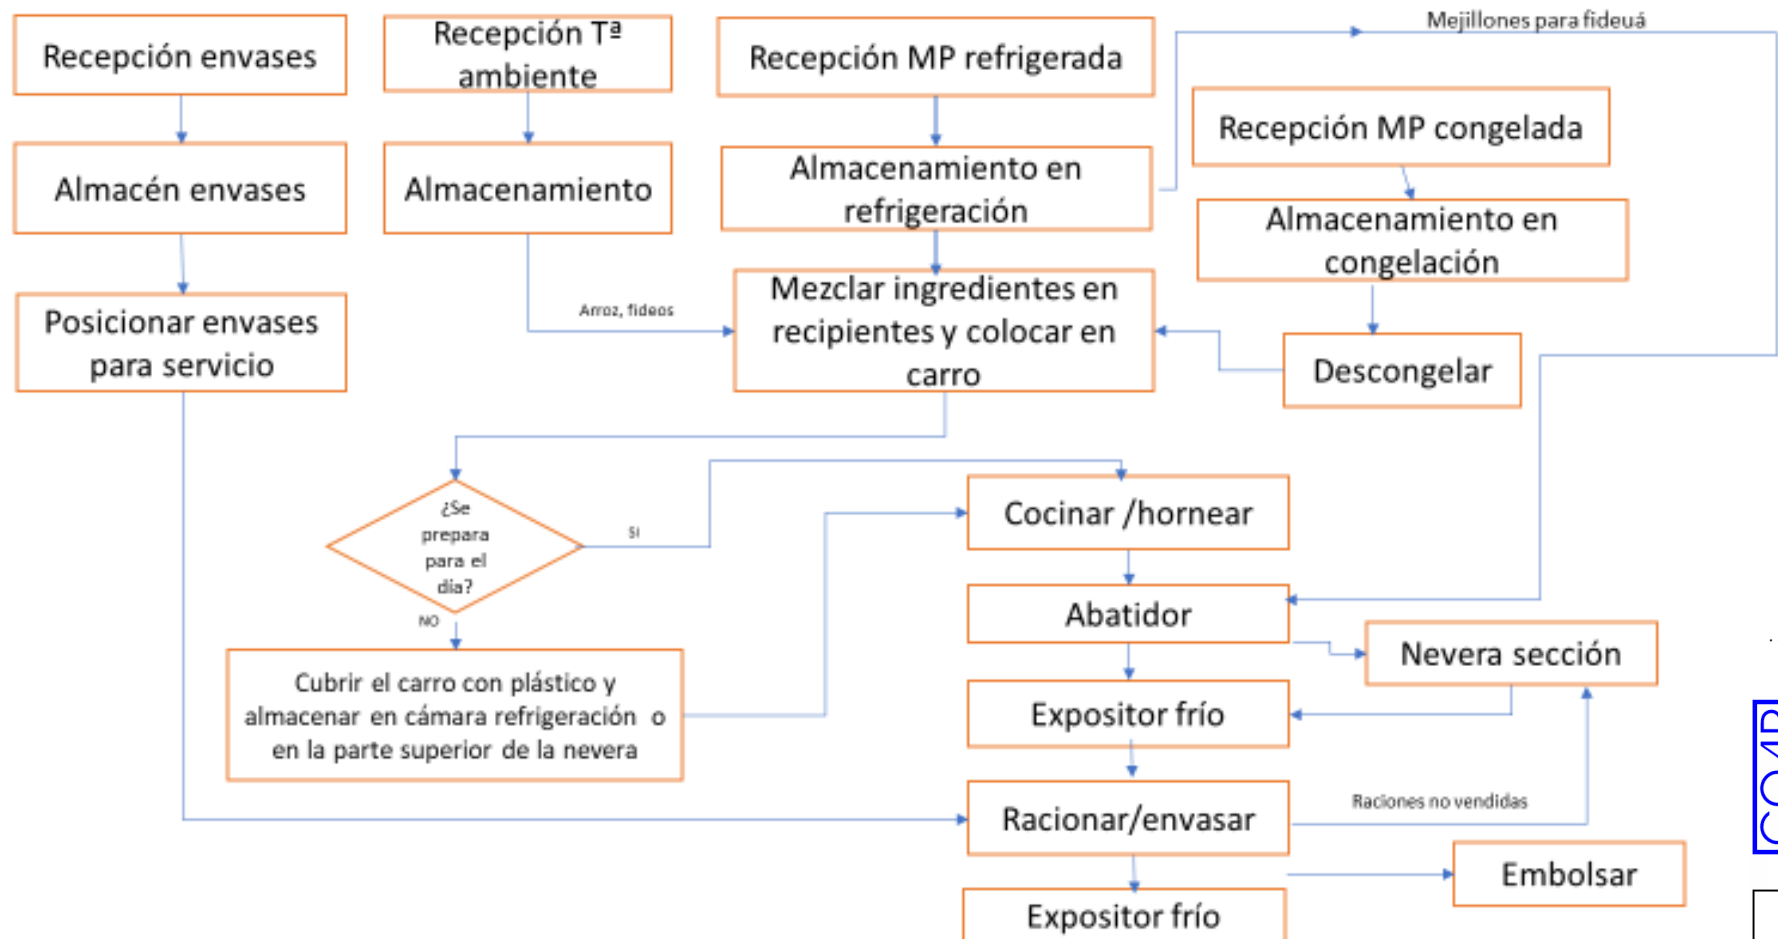 Mejillones para fideuá
Recepción envases
Recepción Tª
ambiente
Recepción MP refrigerada
Recepción MP congelada
Almacén envases
Almacenamiento
Almacenamiento en
refrigeración
Almacenamiento en
congelación
Posicionar envases
para servicio
Arroz, fideos
Mezclar ingredientes en
recipientes y colocar en
carro
Descongelar
¿Se
prepara
para el
día?
SI
NO
Cocinar /hornear
Abatidor
Nevera sección
Cubrir el carro con plástico y
almacenar en cámara refrigeración o
en la parte superior de la nevera
Expositor frío
Racionar/envasar
Raciones no vendidas
Embolsar
Expositor frío